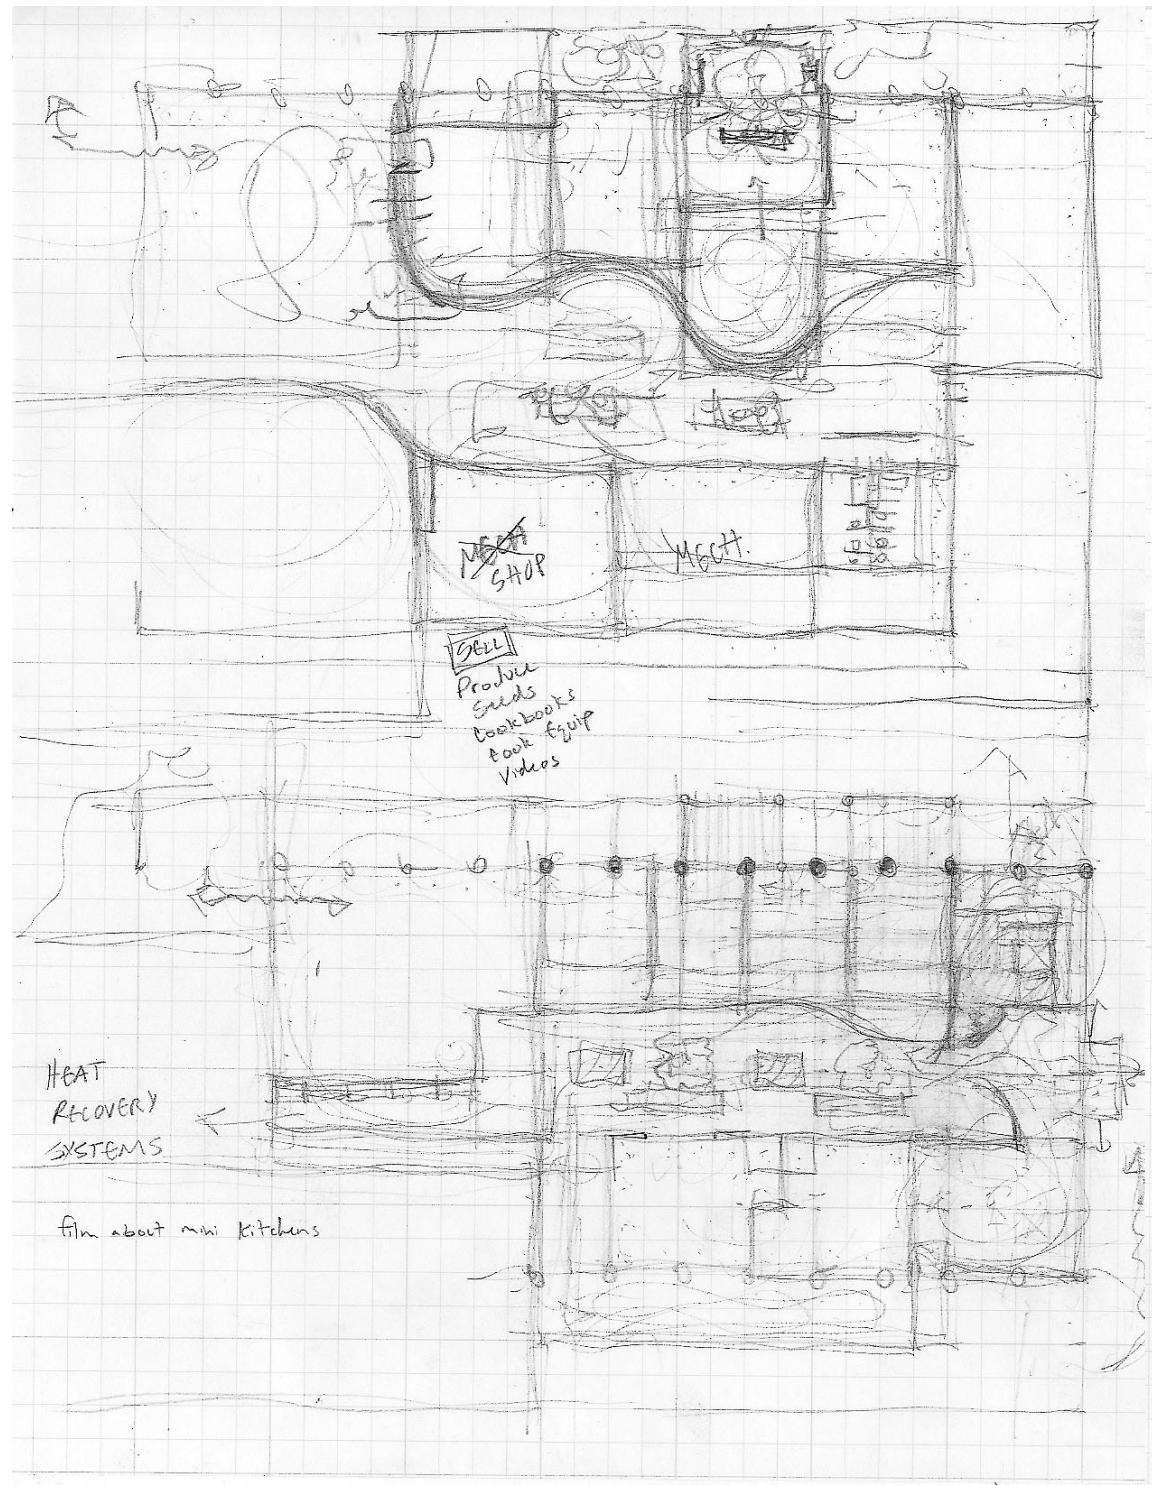 MECH
SHOP
MECH.
SELL
Produce
Seeds
Cookbooks
Cook Equip
Videos
HEAT
RECOVERY
SYSTEMS
film about mini kitchens